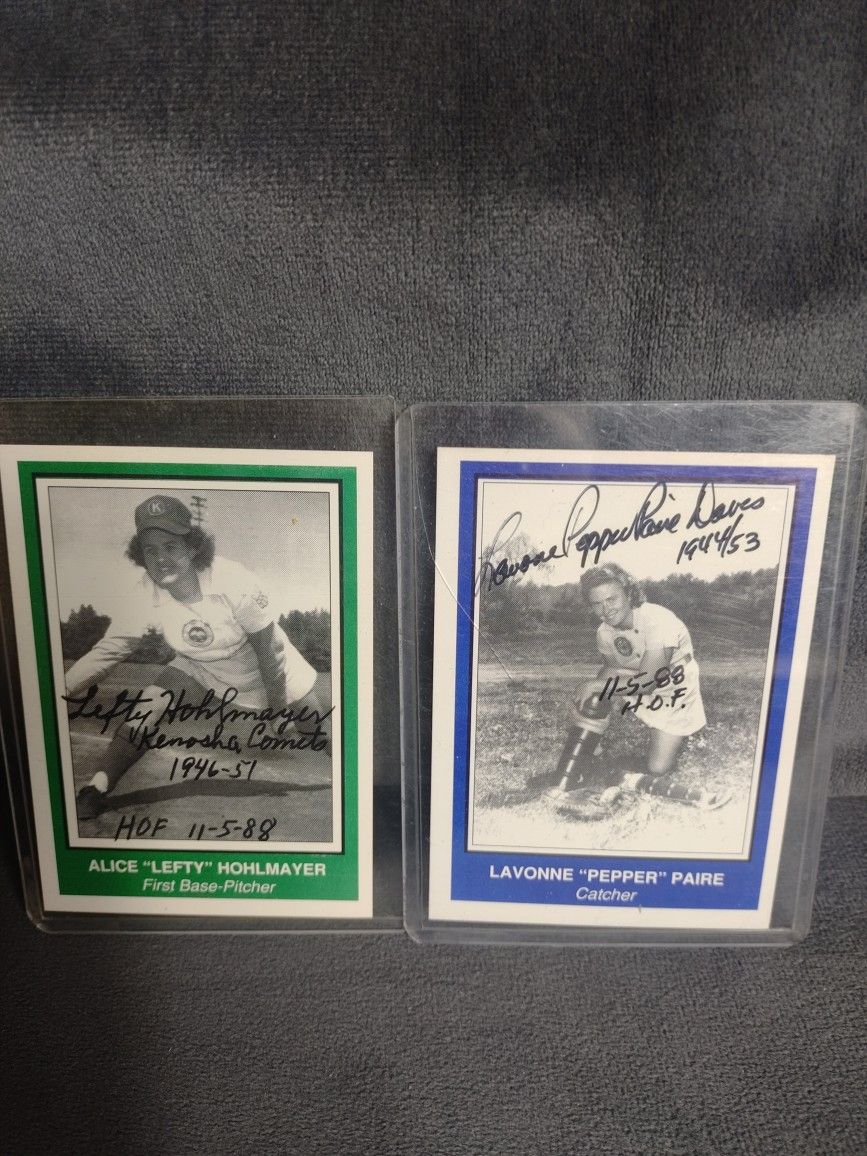 K
Lefty Hohlmayer
Kenosha Comets
1946-51
HOF 11-5-88
ALICE "LEFTY" HOHLMAYER
First Base-Pitcher
Lavonne Pepper Paire Davis
1944/53
11-5-88
H.O.F.
LAVONNE "PEPPER" PAIRE
Catcher